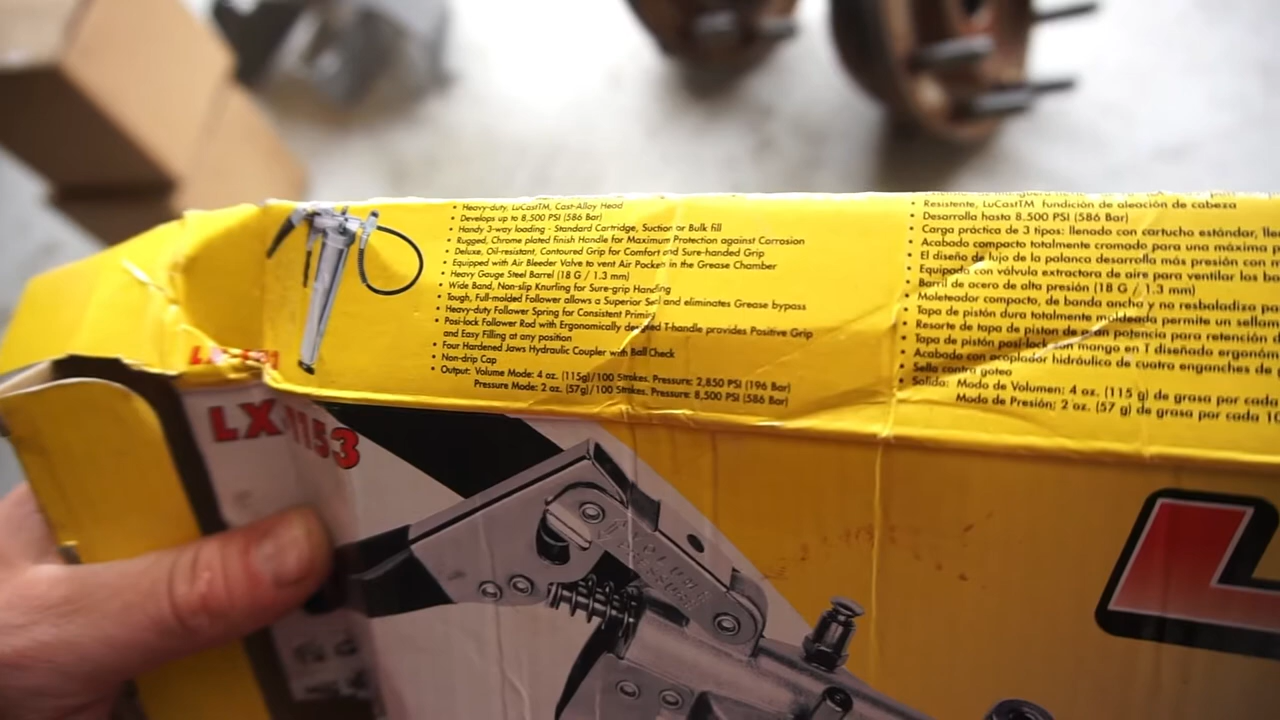 • Heavy-duty, LuCastTM, Cast-Alloy Head
• Develops up to 8,500 PSI (586 Bar)
• Handy 3-way loading - Standard Cartridge, Suction or Bulk fill
• Rugged, Chrome plated finish Handle for Maximum Protection against Corrosion
• Deluxe, Oil-resistant, Contoured Grip for Comfort and Sure-handed Grip
• Equipped with Air Bleeder Valve to vent Air Pockets in the Grease Chamber
• Heavy Gauge Steel Barrel (18 G / 1.3 mm)
• Wide Band, Non-slip Knurling for Sure-grip Handling
• Tough, Full-molded Follower allows a Superior Seal and eliminates Grease bypass
• Heavy-duty Follower Spring for Consistent Priming
• Posi-lock Follower Rod with Ergonomically designed T-handle provides Positive Grip
and Easy Filling at any position
• Four Hardened Jaws Hydraulic Coupler with Ball Check
• Non-drip Cap
• Output: Volume Mode: 4 oz. (115g)/100 Strokes. Pressure: 2,850 PSI (196 Bar)
Pressure Mode: 2 oz. (57g)/100 Strokes. Pressure: 8,500 PSI (586 Bar)
• Resistente, LuCastTM fundición de aleación de cabeza
• Desarrolla hasta 8.500 PSI (586 Bar)
• Carga práctica de 3 tipos: llenado con cartucho estándar, 
• Acabado compacto totalmente cromado para una máxima
• El diseño de lujo de la palanca desarrolla más presión con
• Equipado con válvula extractora de aire para ventilar
• Barril de acero de alta presión (18 G / 1.3 mm)
• Moleteador compacto, de banda ancha y no resbaladiza
• Tapa de pistón dura totalmente moldeada permite un
• Resorte de tapa de pistón de gran potencia para retención
• Tapa de pistón posi-lock con mango en T diseñado
• Acabado con acoplador hidráulico de cuatro enganches de
• Sella contra goteo
Salida: Modo de Volumen: 4 oz. (115 g) de grasa por cada
Modo de Presión: 2 oz. (57 g) de grasa por cada
LX-1153
L